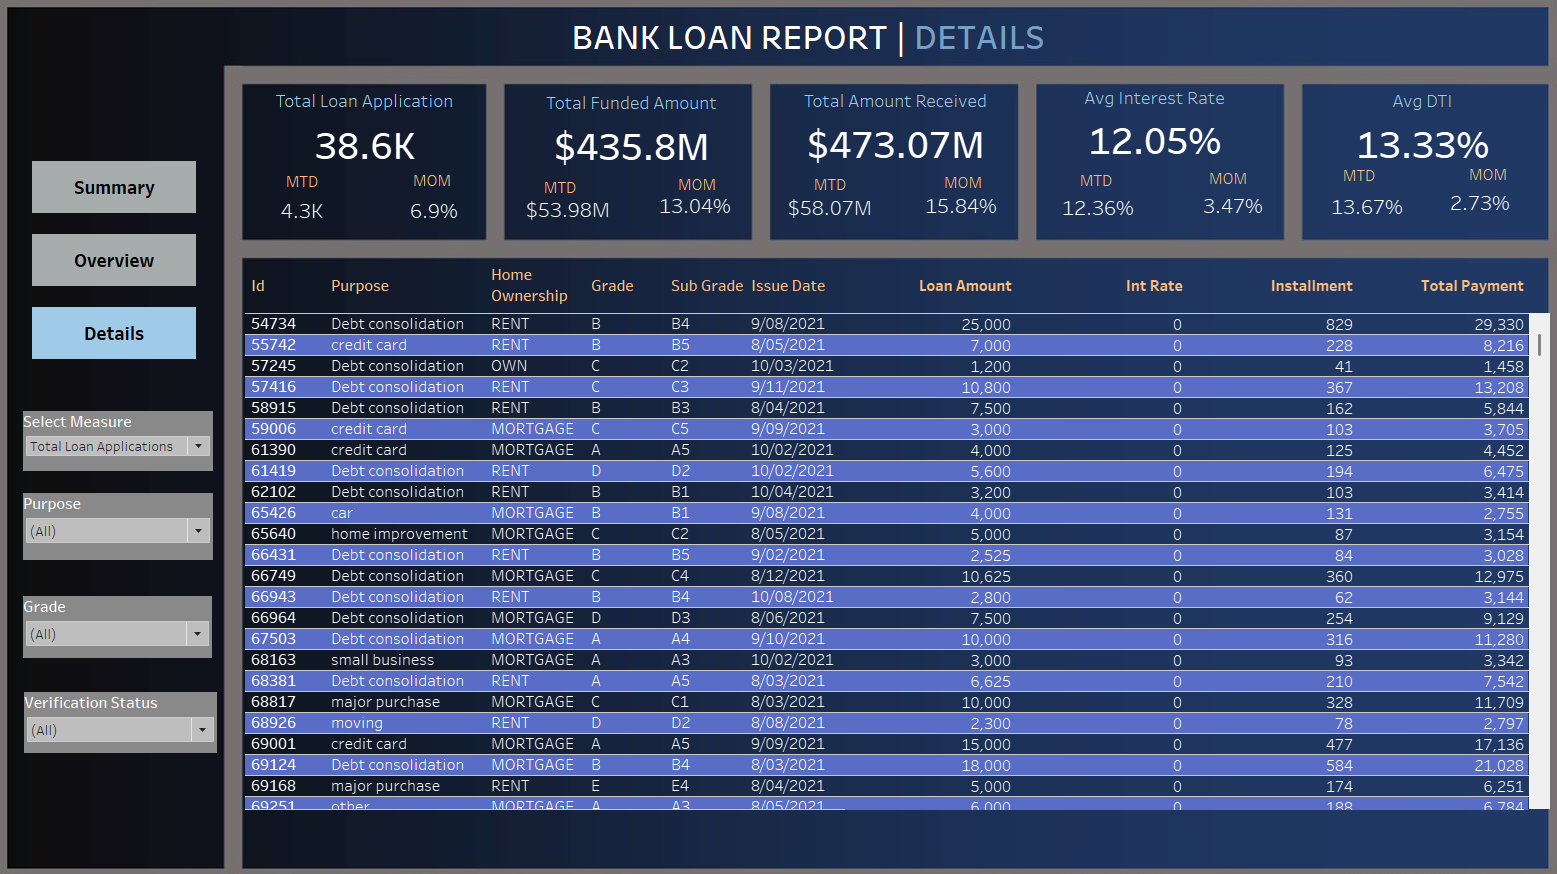 BANK LOAN REPORT | DETAILS
Total Loan Application
38.6K
MTD MOM
4.3K 6.9%
Total Funded Amount
$435.8M
MTD MOM
$53.98M 13.04%
Total Amount Received
$473.07M
MTD MOM
$58.07M 15.84%
Avg Interest Rate
12.05%
MTD MOM
12.36% 3.47%
Avg DTI
13.33%
MTD MOM
13.67% 2.73%
Summary
Overview
Details
Select Measure
Total Loan Applications
Purpose
(All)
Grade
(All)
Verification Status
(All)
Id Purpose Home Ownership Grade Sub Grade Issue Date Loan Amount Int Rate Installment Total Payment
54734 Debt consolidation RENT B B4 9/08/2021 25,000 0 829 29,330
55742 credit card RENT B B5 8/05/2021 7,000 0 228 8,216
57245 Debt consolidation OWN C C2 10/03/2021 1,200 0 41 1,458
57416 Debt consolidation RENT C C3 9/11/2021 10,800 0 367 13,208
58915 Debt consolidation RENT B B3 8/04/2021 7,500 0 162 5,844
59006 credit card MORTGAGE C C5 9/09/2021 3,000 0 103 3,705
61390 credit card MORTGAGE A A5 10/02/2021 4,000 0 125 4,452
61419 Debt consolidation RENT D D2 10/02/2021 5,600 0 194 6,475
62102 Debt consolidation RENT B B1 10/04/2021 3,200 0 103 3,414
65426 car MORTGAGE B B1 9/08/2021 4,000 0 131 2,755
65640 home improvement MORTGAGE C C2 8/05/2021 5,000 0 87 3,154
66431 Debt consolidation RENT B B5 9/02/2021 2,525 0 84 3,028
66749 Debt consolidation MORTGAGE C C4 8/12/2021 10,625 0 360 12,975
66943 Debt consolidation RENT B B4 10/08/2021 2,800 0 62 3,144
66964 Debt consolidation MORTGAGE D D3 8/06/2021 7,500 0 254 9,129
67503 Debt consolidation MORTGAGE A A4 9/10/2021 10,000 0 316 11,280
68163 small business MORTGAGE A A3 10/02/2021 3,000 0 93 3,342
68381 Debt consolidation RENT A A5 8/03/2021 6,625 0 210 7,542
68817 major purchase MORTGAGE C C1 8/03/2021 10,000 0 328 11,709
68926 moving RENT D D2 8/08/2021 2,300 0 78 2,797
69001 credit card MORTGAGE A A5 9/09/2021 15,000 0 477 17,136
69124 Debt consolidation MORTGAGE B B4 8/03/2021 18,000 0 584 21,028
69168 major purchase RENT E E4 8/04/2021 5,000 0 174 6,251
69251 other MORTGAGE A A3 8/05/2021 6,000 0 188 6,784